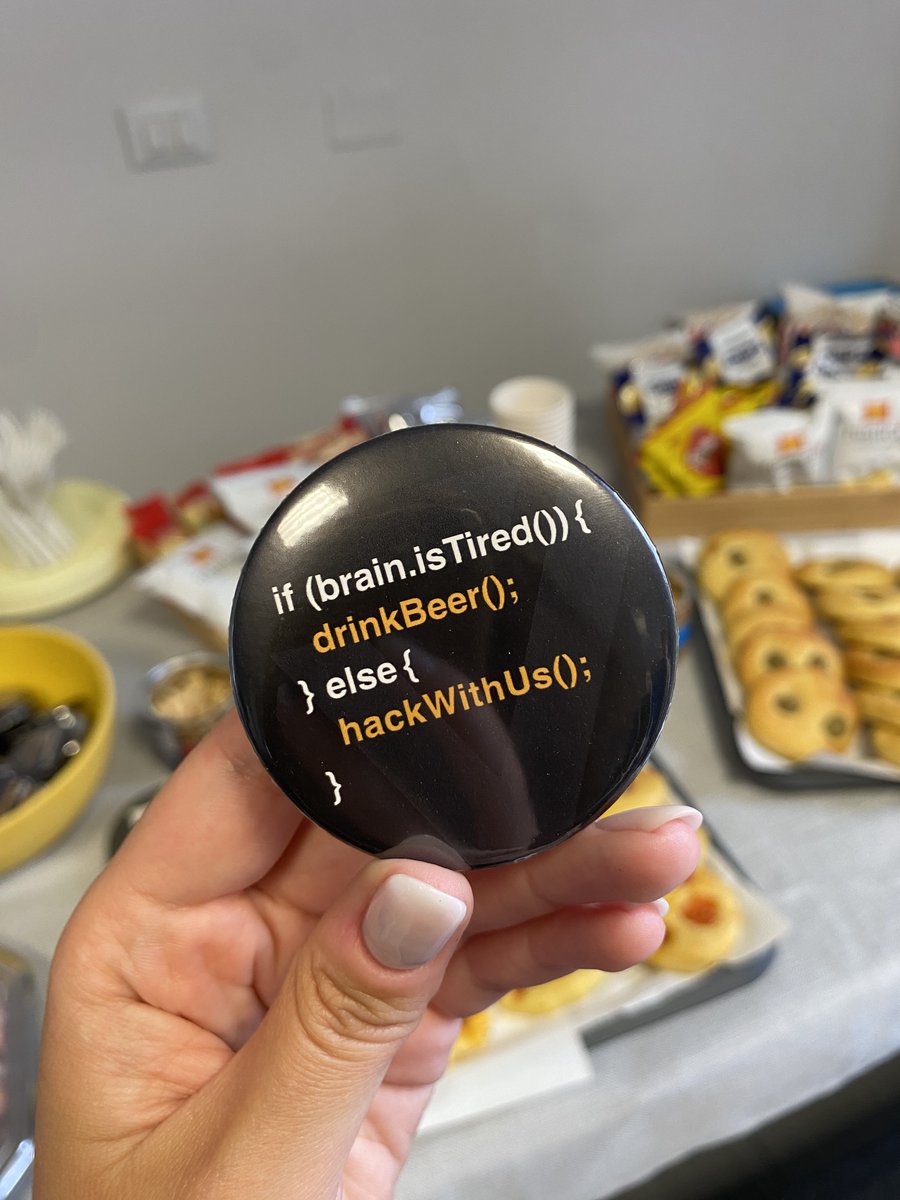 if (brain.isTired()) {
drinkBeer();
} else {
hackWithUs();
}